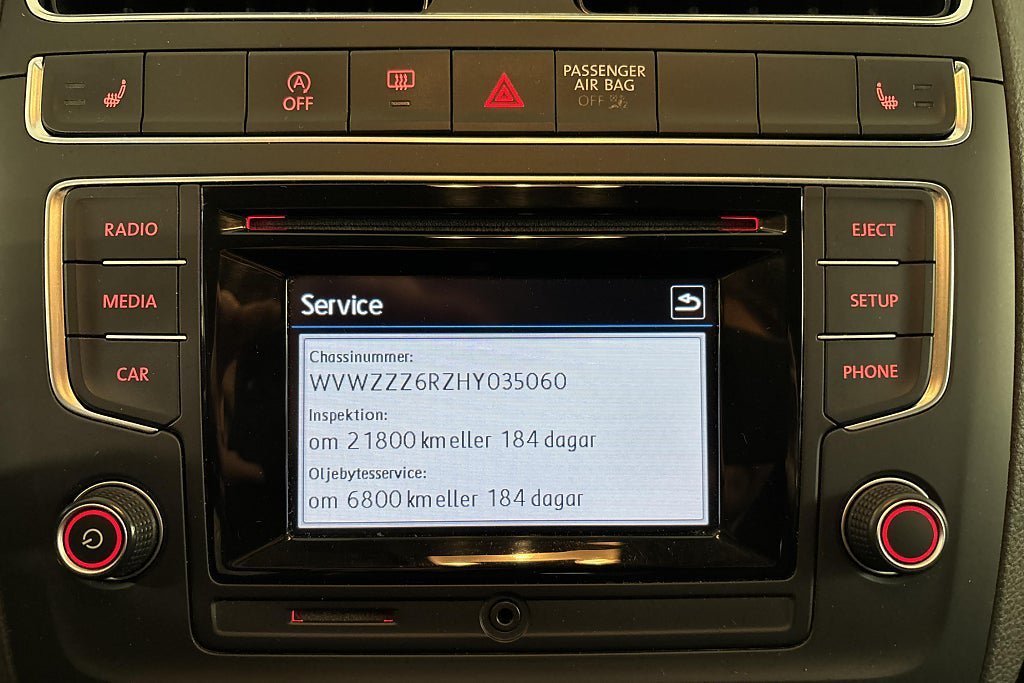 A
OFF
PASSENGER
AIR BAG
OFF
RADIO
MEDIA
CAR
EJECT
SETUP
PHONE
Service
Chassinummer:
WVWZZZ6RZHY035060
Inspektion:
om 21800 km eller 184 dagar
Oljebytesservice:
om 6800 km eller 184 dagar